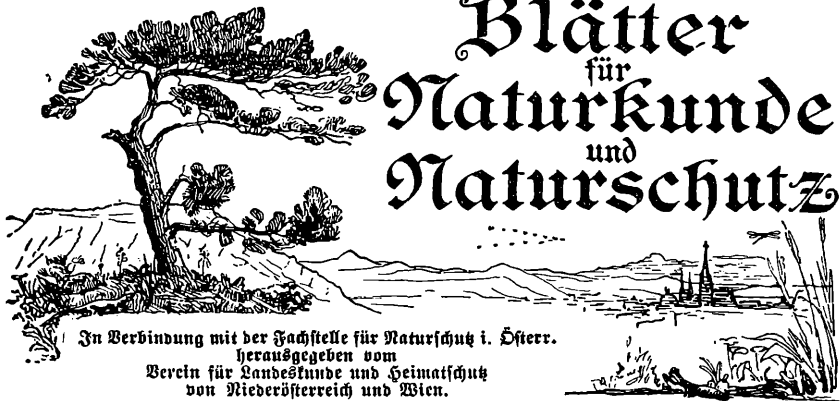 Blätter
für
Naturkunde
und
Naturschutz
In Verbindung mit der Fachstelle für Naturschutz i. Österr.
herausgegeben vom
Verein für Landeskunde und Heimatschutz
von Niederösterreich und Wien.